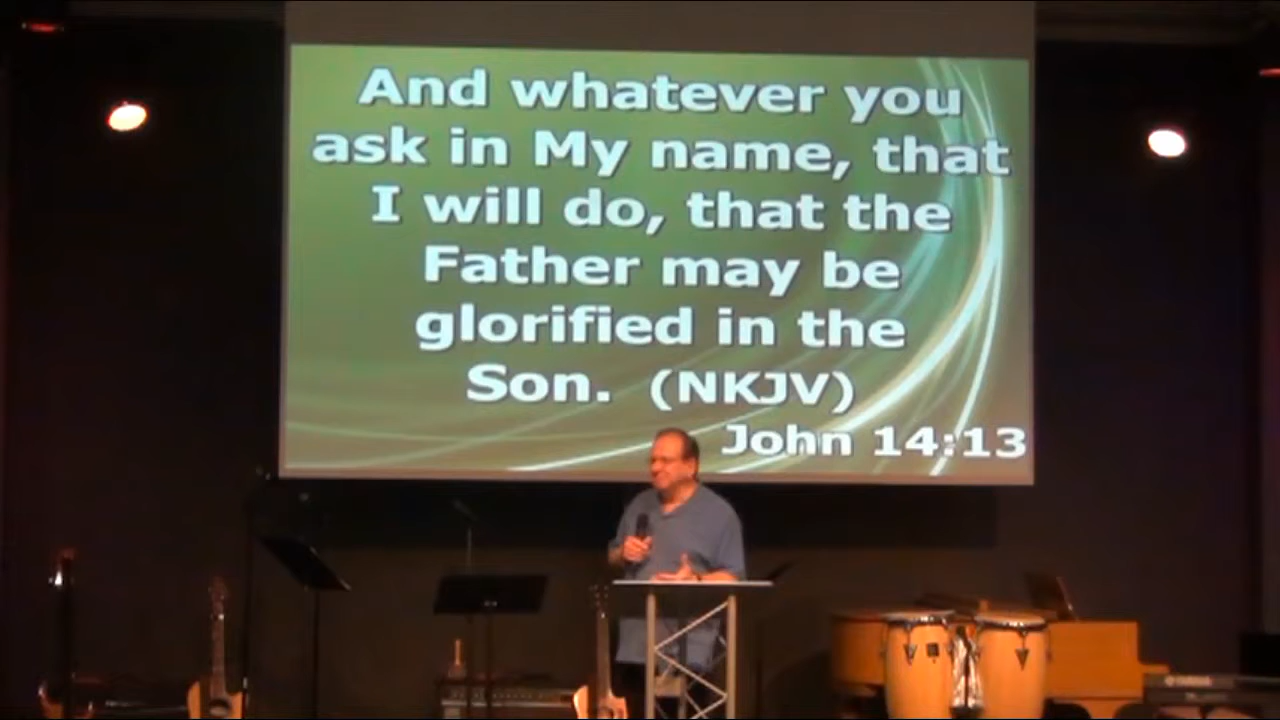 And whatever you
ask in My name, that
I will do, that the
Father may be
glorified in the
Son. (NKJV)
John 14:13
YAMAHA